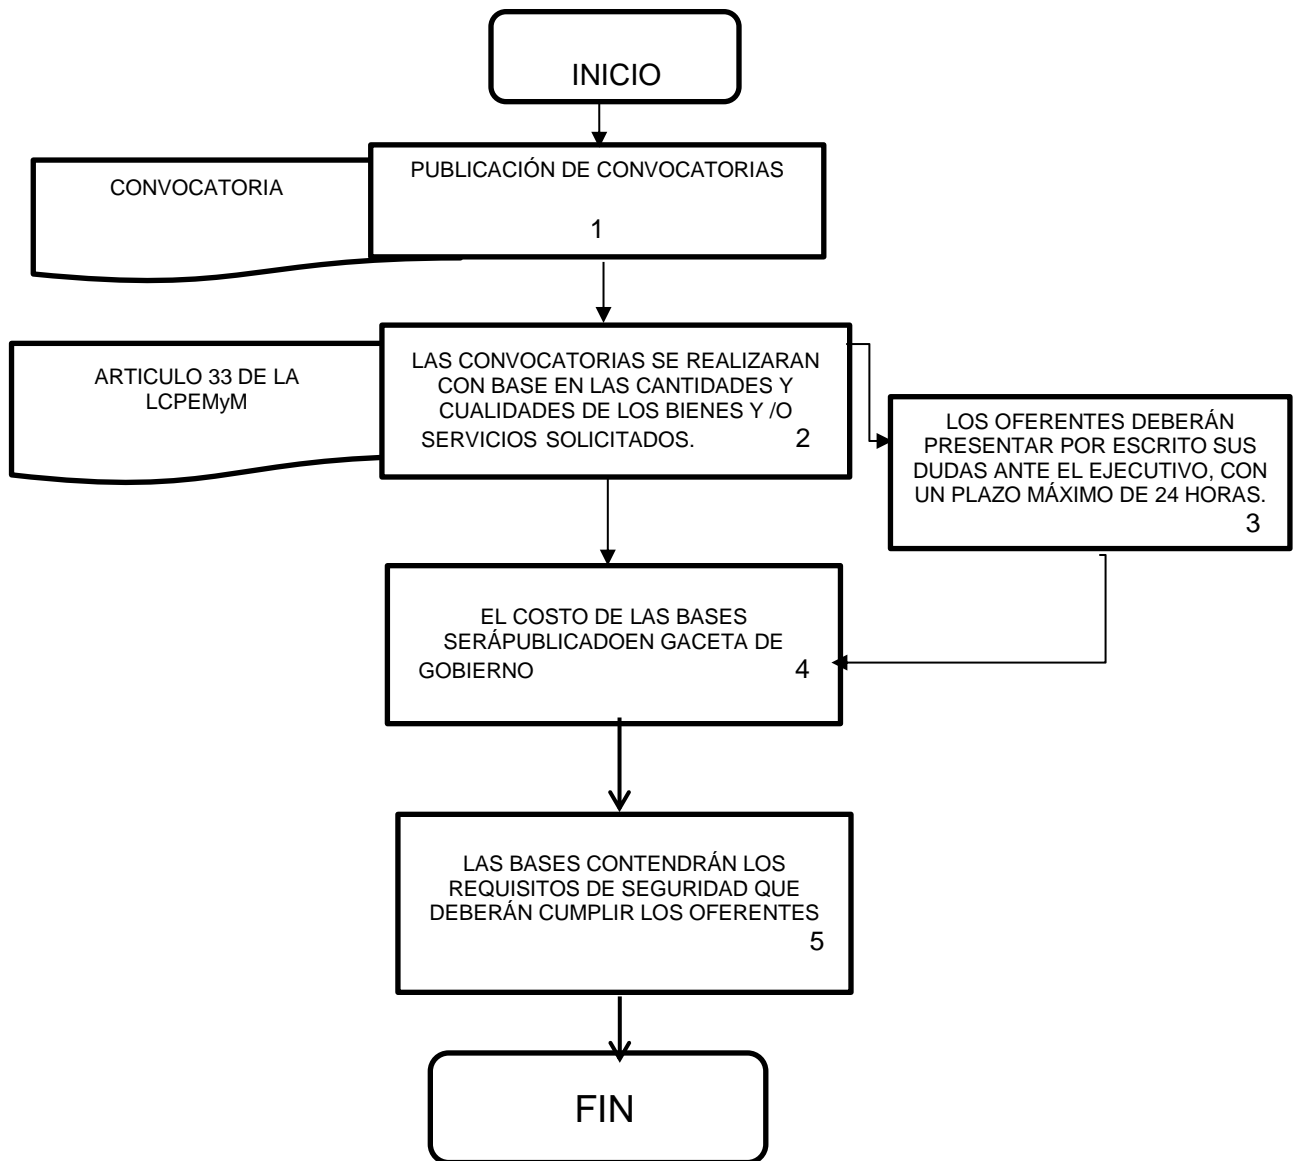 INICIO
CONVOCATORIA
PUBLICACIÓN DE CONVOCATORIAS
1
ARTICULO 33 DE LA
LCPEMyM
LAS CONVOCATORIAS SE REALIZARAN
CON BASE EN LAS CANTIDADES Y
CUALIDADES DE LOS BIENES Y /O
SERVICIOS SOLICITADOS. 2
LOS OFERENTES DEBERÁN
PRESENTAR POR ESCRITO SUS
DUDAS ANTE EL EJECUTIVO, CON
UN PLAZO MÁXIMO DE 24 HORAS.
3
EL COSTO DE LAS BASES
SERÁPUBLICADOEN GACETA DE
GOBIERNO 4
LAS BASES CONTENDRÁN LOS
REQUISITOS DE SEGURIDAD QUE
DEBERÁN CUMPLIR LOS OFERENTES
5
FIN